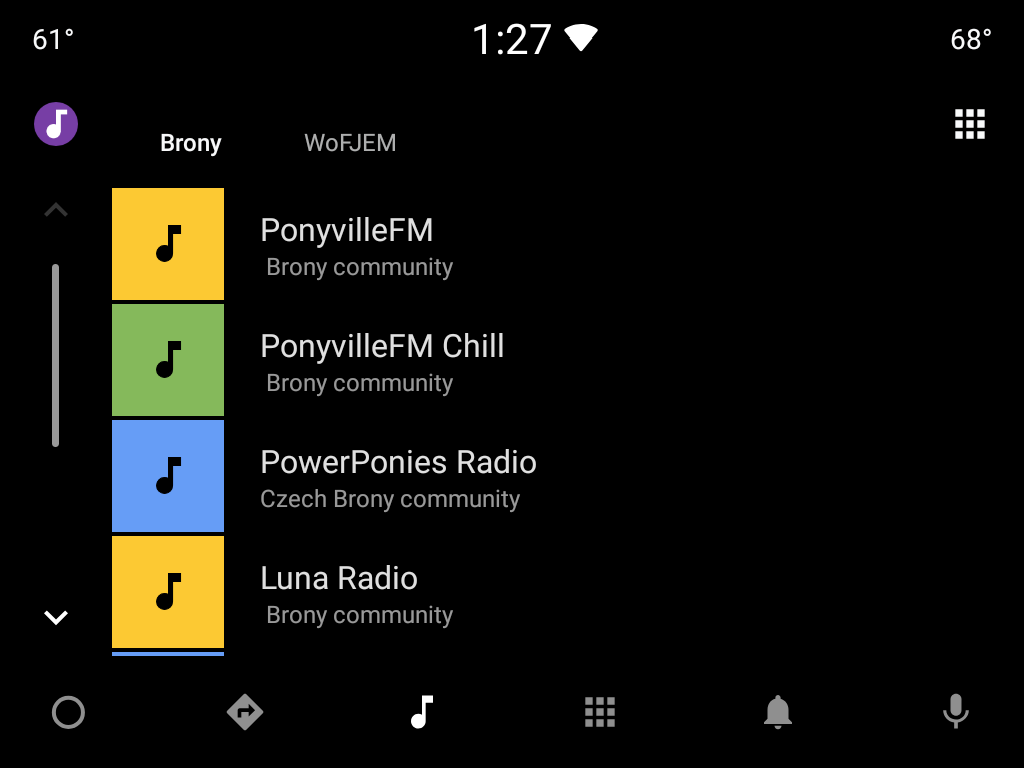 61° 1:27 68°
Brony WoFJEM
PonyvilleFM
Brony community
PonyvilleFM Chill
Brony community
PowerPonies Radio
Czech Brony community
Luna Radio
Brony community